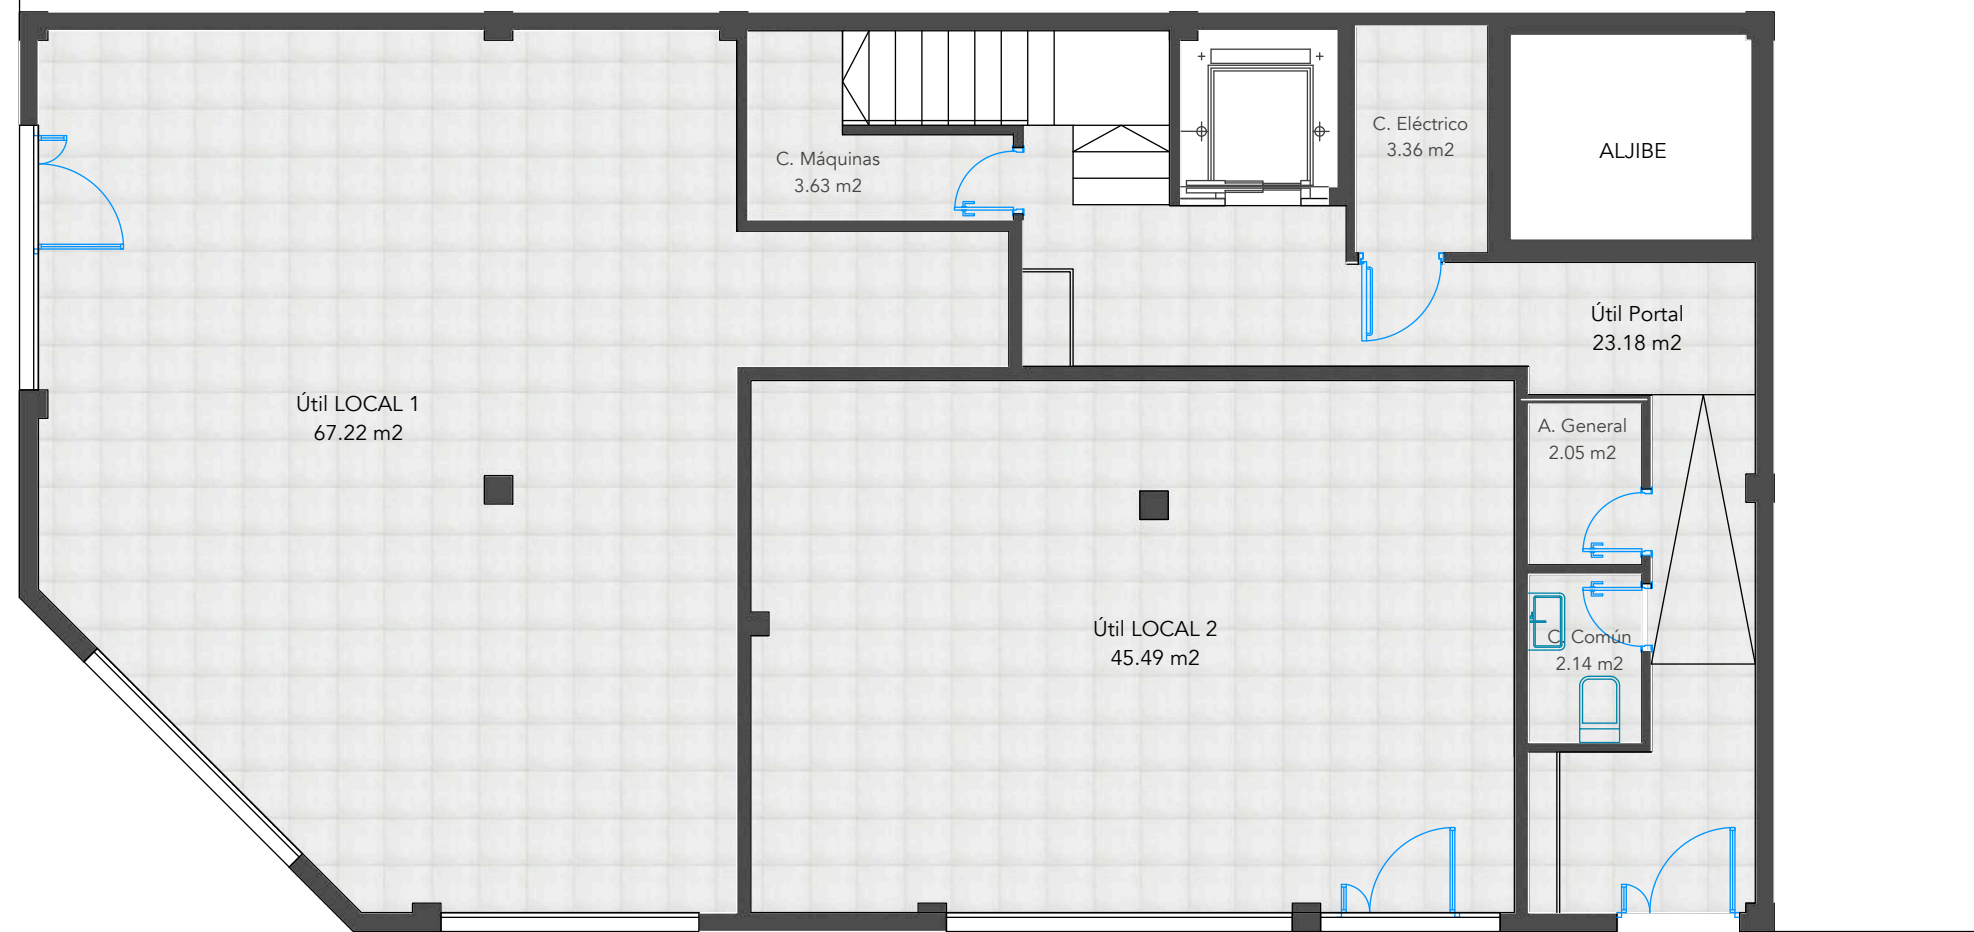 C. Eléctrico
3.36 m2
ALJIBE
C. Máquinas
3.63 m2
Útil Portal
23.18 m2
Útil LOCAL 1
67.22 m2
A. General
2.05 m2
Útil LOCAL 2
45.49 m2
C. Común
2.14 m2